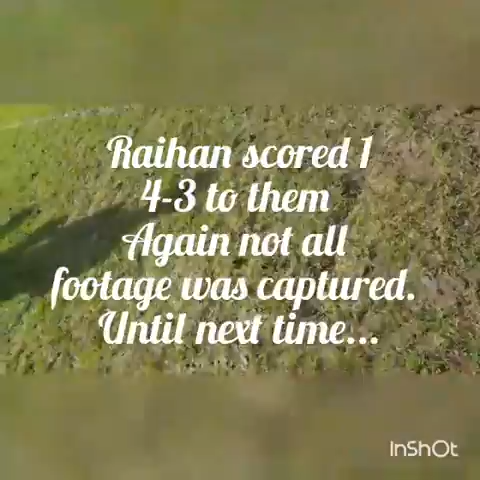 Raihan scored 1
4-3 to them
Again not all
footage was captured.
Until next time...
InShOt